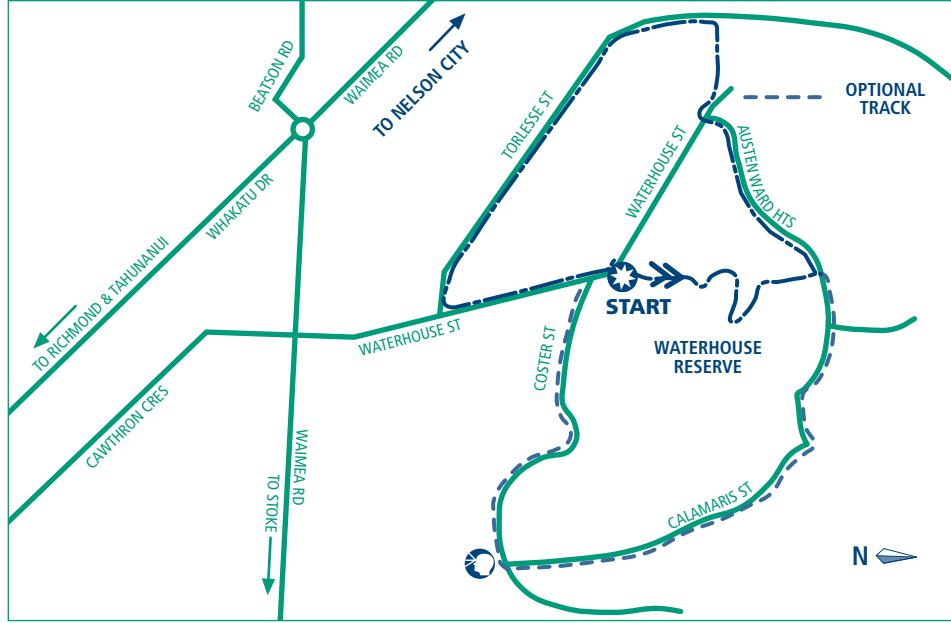 BEATSON RD
WAIMEA RD
TO NELSON CITY
TORLESSE ST
WATERHOUSE ST
OPTIONAL
TRACK
AUSTEN WARD HTS
WHAKATU DR
TO RICHMOND & TAHUNANUI
START
WATERHOUSE
RESERVE
WATERHOUSE ST
COSTER ST
CAWTHRON CRES
WAIMEA RD
TO STOKE
CALAMARIS ST
N